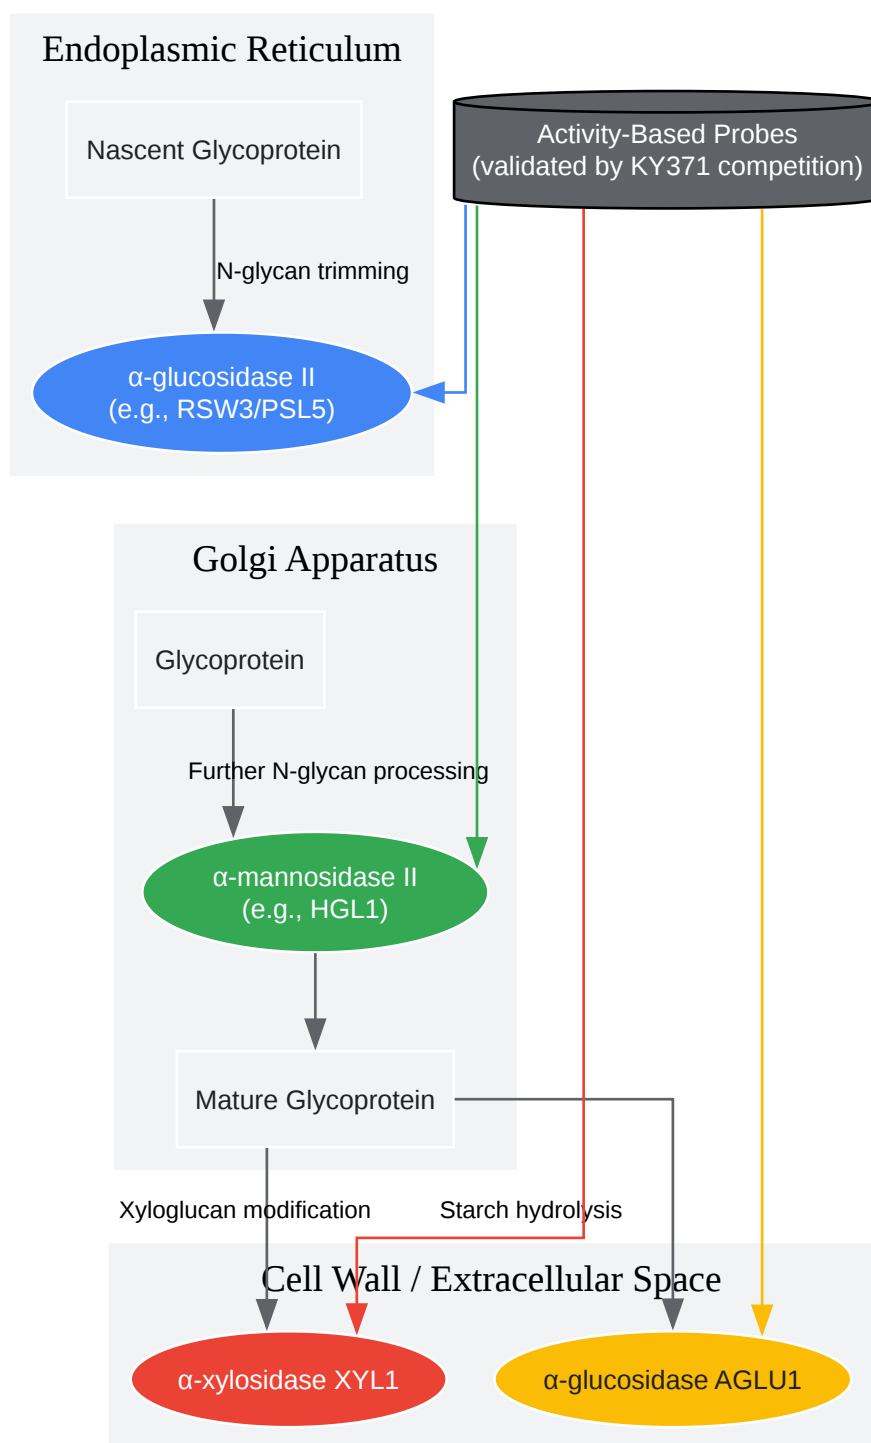 Endoplasmic Reticulum
Nascent Glycoprotein
Activity-Based Probes
(validated by KY371 competition)
N-glycan trimming
α-glucosidase II
(e.g., RSW3/PSL5)
Golgi Apparatus
Glycoprotein
Further N-glycan processing
α-mannosidase II
(e.g., HGL1)
Mature Glycoprotein
Xyloglucan modification
Starch hydrolysis
Cell Wall / Extracellular Space
α-xylosidase XYL1
α-glucosidase AGLU1